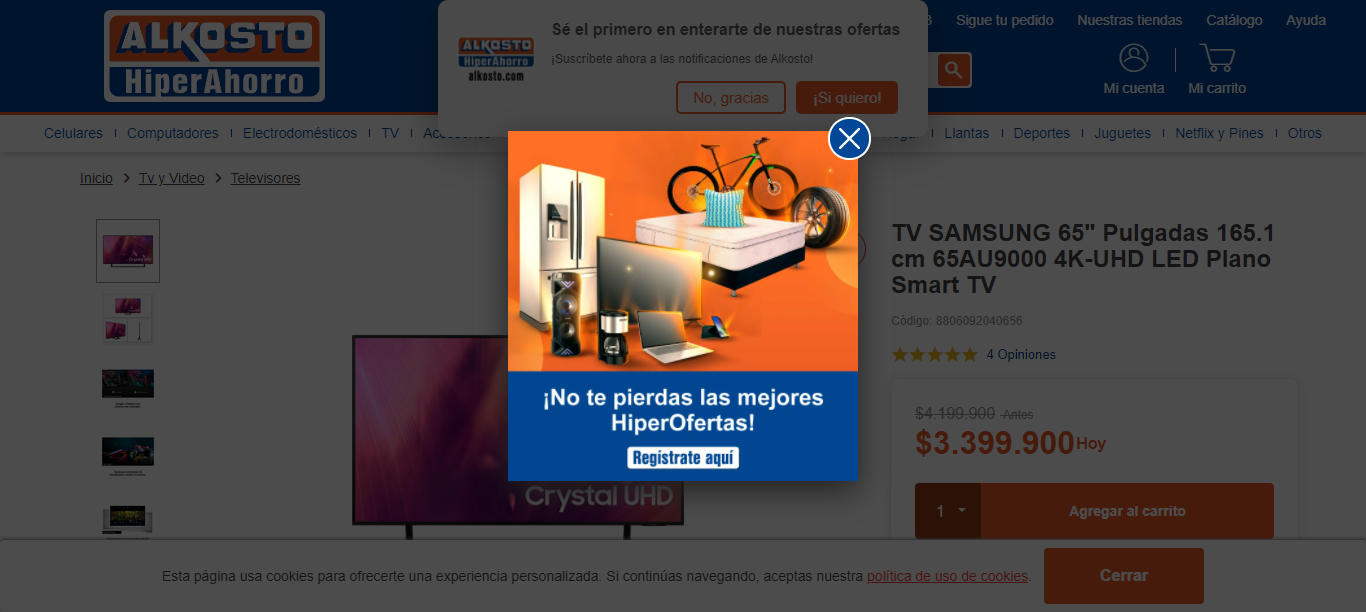 ALKOSTO
HiperAhorro
ALKOSTO
HiperAhorro
alkosto.com
Sé el primero en enterarte de nuestras ofertas
¡Suscríbete ahora a las notificaciones de Alkosto!
No, gracias
¡Si quiero!
Sigue tu pedido
Nuestras tiendas
Catálogo
Ayuda
Mi cuenta
Mi carrito
Celulares
Computadores
Electrodomésticos
TV
Llantas
Deportes
Juguetes
Netflix y Pines
Otros
Inicio > Tv y Video > Televisores
¡No te pierdas las mejores
HiperOfertas!
Regístrate aquí
Crystal UHD
TV SAMSUNG 65" Pulgadas 165.1
cm 65AU9000 4K-UHD LED Plano
Smart TV
Código: 8806092040656
4 Opiniones
$4.199.900 Antes
$3.399.900 Hoy
1
Agregar al carrito
Esta página usa cookies para ofrecerte una experiencia personalizada. Si continúas navegando, aceptas nuestra política de uso de cookies.
Cerrar